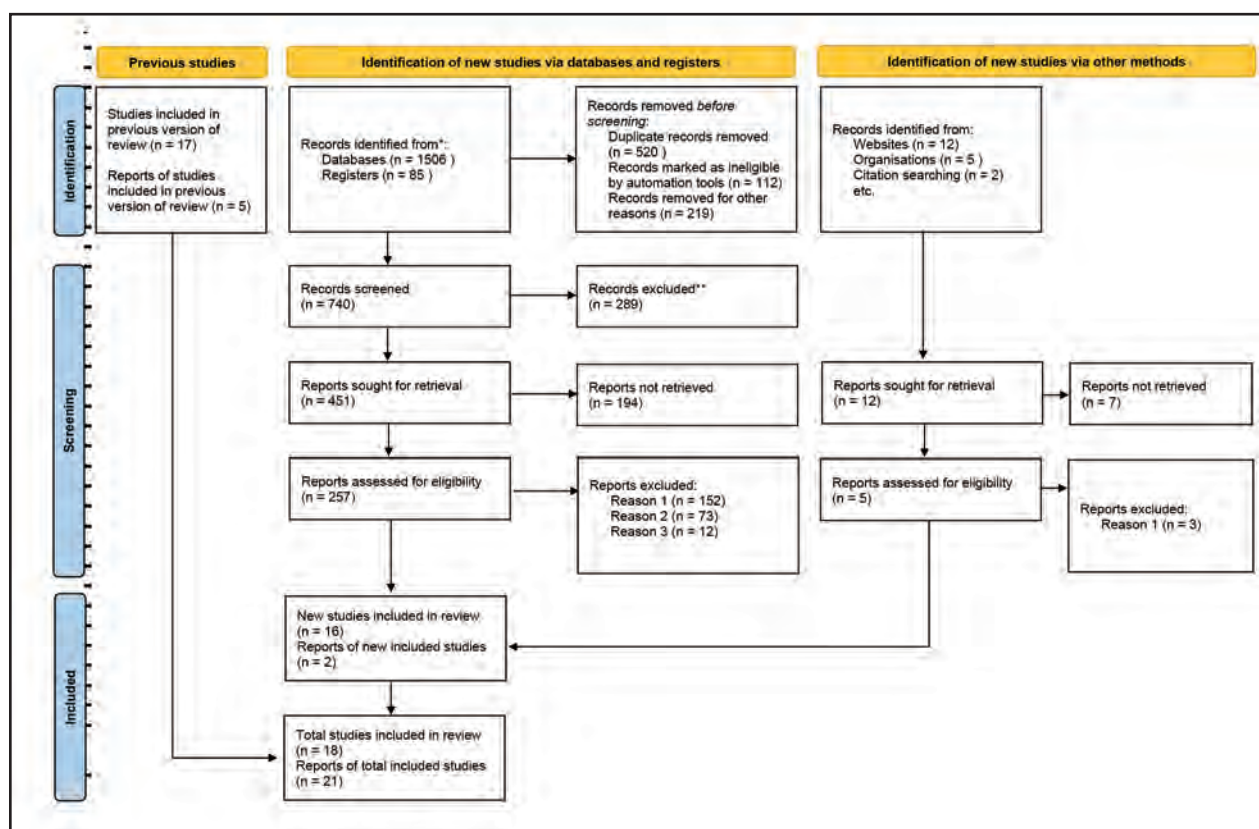 Previous studies
Identification of new studies via databases and registers
Identification of new studies via other methods
Identification
Studies included in
previous version of
review (n = 17)
Reports of studies
included in previous
version of review (n = 5)
Records identified from*:
Databases (n = 1506 )
Registers (n = 85 )
Records removed before
screening:
Duplicate records removed
(n = 520 )
Records marked as ineligible
by automation tools (n = 112)
Records removed for other
reasons (n = 219)
Records identified from:
Websites (n = 12)
Organisations (n = 5 )
Citation searching (n = 2)
etc.
Screening
Records screened
(n = 740)
Records excluded**
(n = 289)
Reports sought for retrieval
(n = 451)
Reports not retrieved
(n = 194)
Reports sought for retrieval
(n = 12)
Reports not retrieved
(n = 7)
Reports assessed for eligibility
(n = 257)
Reports excluded:
Reason 1 (n = 152)
Reason 2 (n = 73)
Reason 3 (n = 12)
Reports assessed for eligibility
(n = 5)
Reports excluded:
Reason 1 (n = 3)
Included
New studies included in review
(n = 16)
Reports of new included studies
(n = 2)
Total studies included in review
(n = 18)
Reports of total included studies
(n = 21)